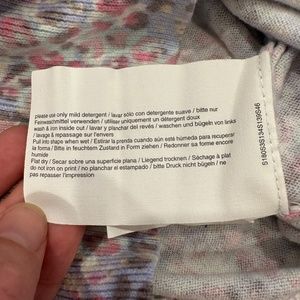 please use only mild detergent / lavar sólo con detergente suave / bitte nur
Feinwaschmittel verwenden / utiliser uniquement un détergent doux
wash & iron inside out / lavar y planchar del revés / waschen und bügeln von links
/ lavage & repassage sur l'envers
Pull into shape when wet / Estirar la prenda cuando aún esté húmeda para recuperar
la forma / Bitte in feuchtem Zustand in Form ziehen / Redonner sa forme encore
humide
Flat dry / Secar sobre una superficie plana / Liegend trocknen / Séchage à plat
do not iron on print / no planchar el estampado / bitte Druck nicht bügeln / ne
pas repasser l'impression
S180S3S134S139S46